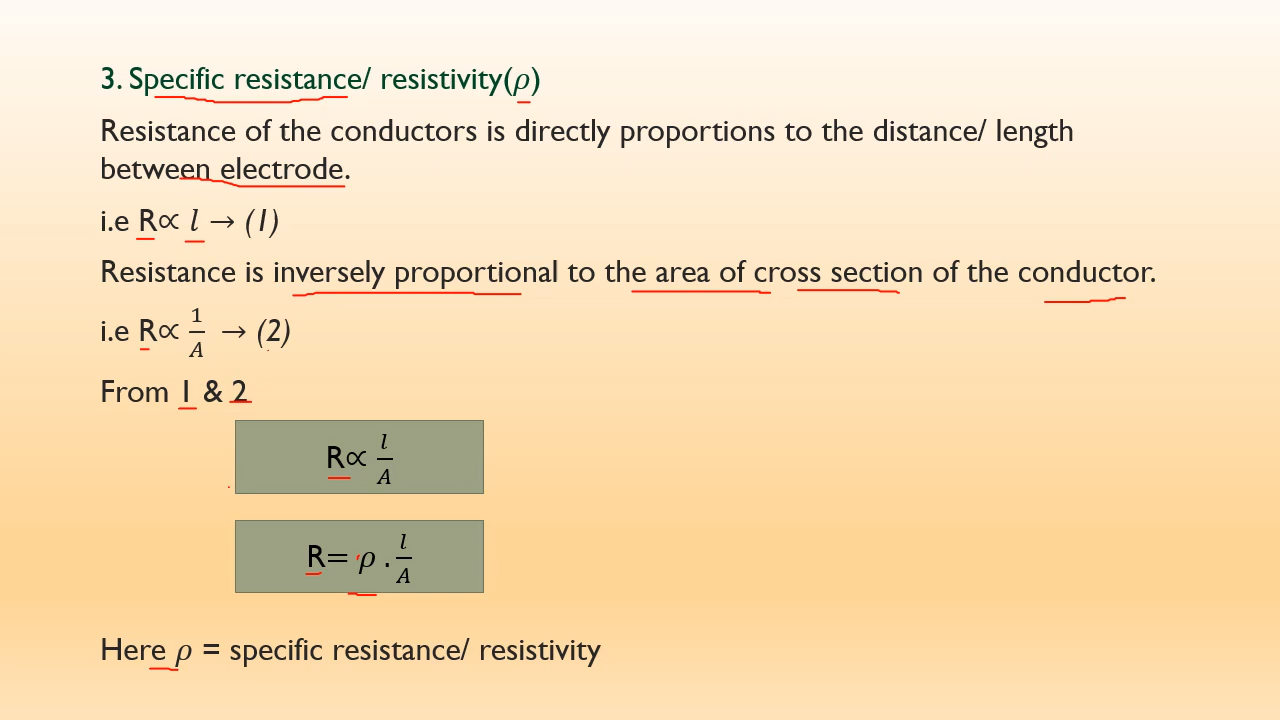 3. Specific resistance/ resistivity(ρ)
Resistance of the conductors is directly proportions to the distance/ length
between electrode.
i.e R∝ l → (1)
Resistance is inversely proportional to the area of cross section of the conductor.
i.e R∝ 1/A → (2)
From 1 & 2
R∝ l/A
R= ρ . l/A
Here ρ = specific resistance/ resistivity